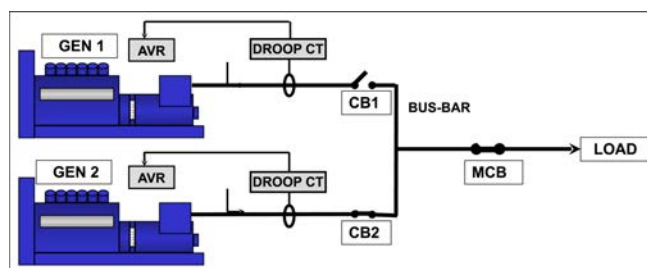 GEN 1
AVR
DROOP CT
CB1
BUS-BAR
LOAD
MCB
GEN 2
AVR
DROOP CT
CB2